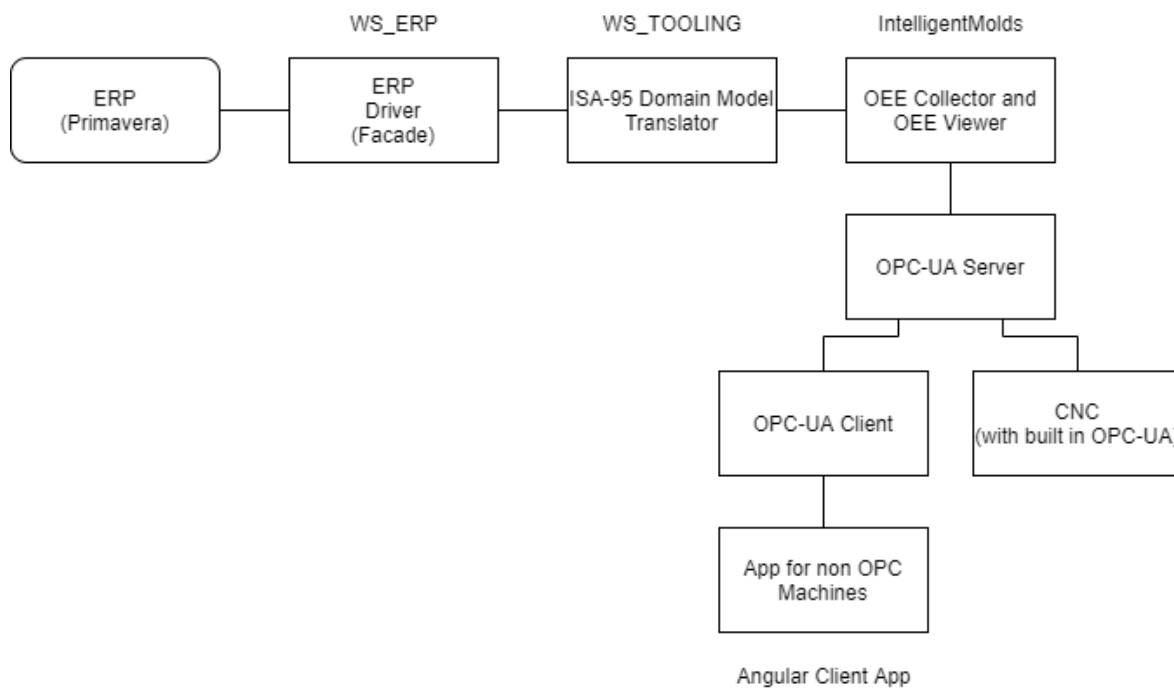 WS_ERP
WS_TOOLING
IntelligentMolds
ERP
(Primavera)
ERP
Driver
(Facade)
ISA-95 Domain Model
Translator
OEE Collector and
OEE Viewer
OPC-UA Server
OPC-UA Client
CNC
(with built in OPC-UA)
App for non OPC
Machines
Angular Client App